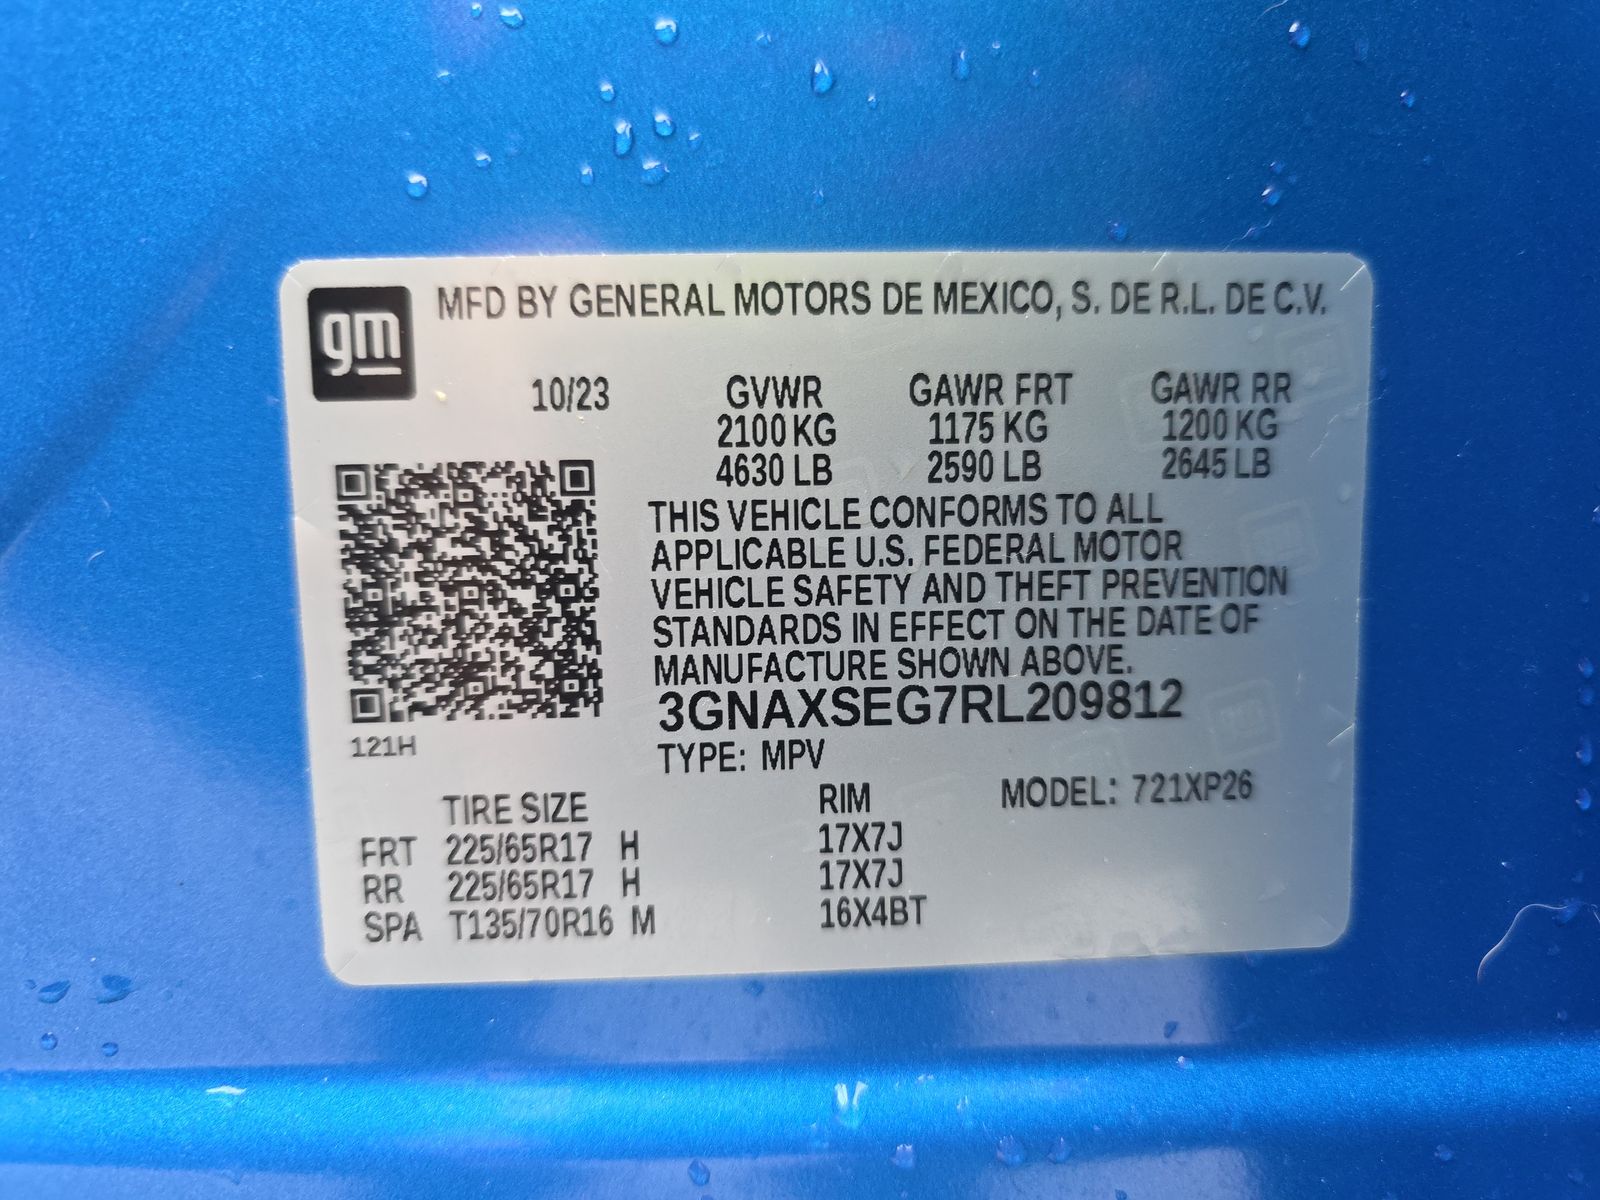 gm
MFD BY GENERAL MOTORS DE MEXICO, S. DE R.L. DE C.V.
10/23 GVWR GAWR FRT GAWR RR
2100 KG 1175 KG 1200 KG
4630 LB 2590 LB 2645 LB
THIS VEHICLE CONFORMS TO ALL
APPLICABLE U.S. FEDERAL MOTOR
VEHICLE SAFETY AND THEFT PREVENTION
STANDARDS IN EFFECT ON THE DATE OF
MANUFACTURE SHOWN ABOVE.
3GNAXSEG7RL209812
121H
TYPE: MPV
TIRE SIZE RIM MODEL: 721XP26
FRT 225/65R17 H 17X7J
RR 225/65R17 H 17X7J
SPA T135/70R16 M 16X4BT